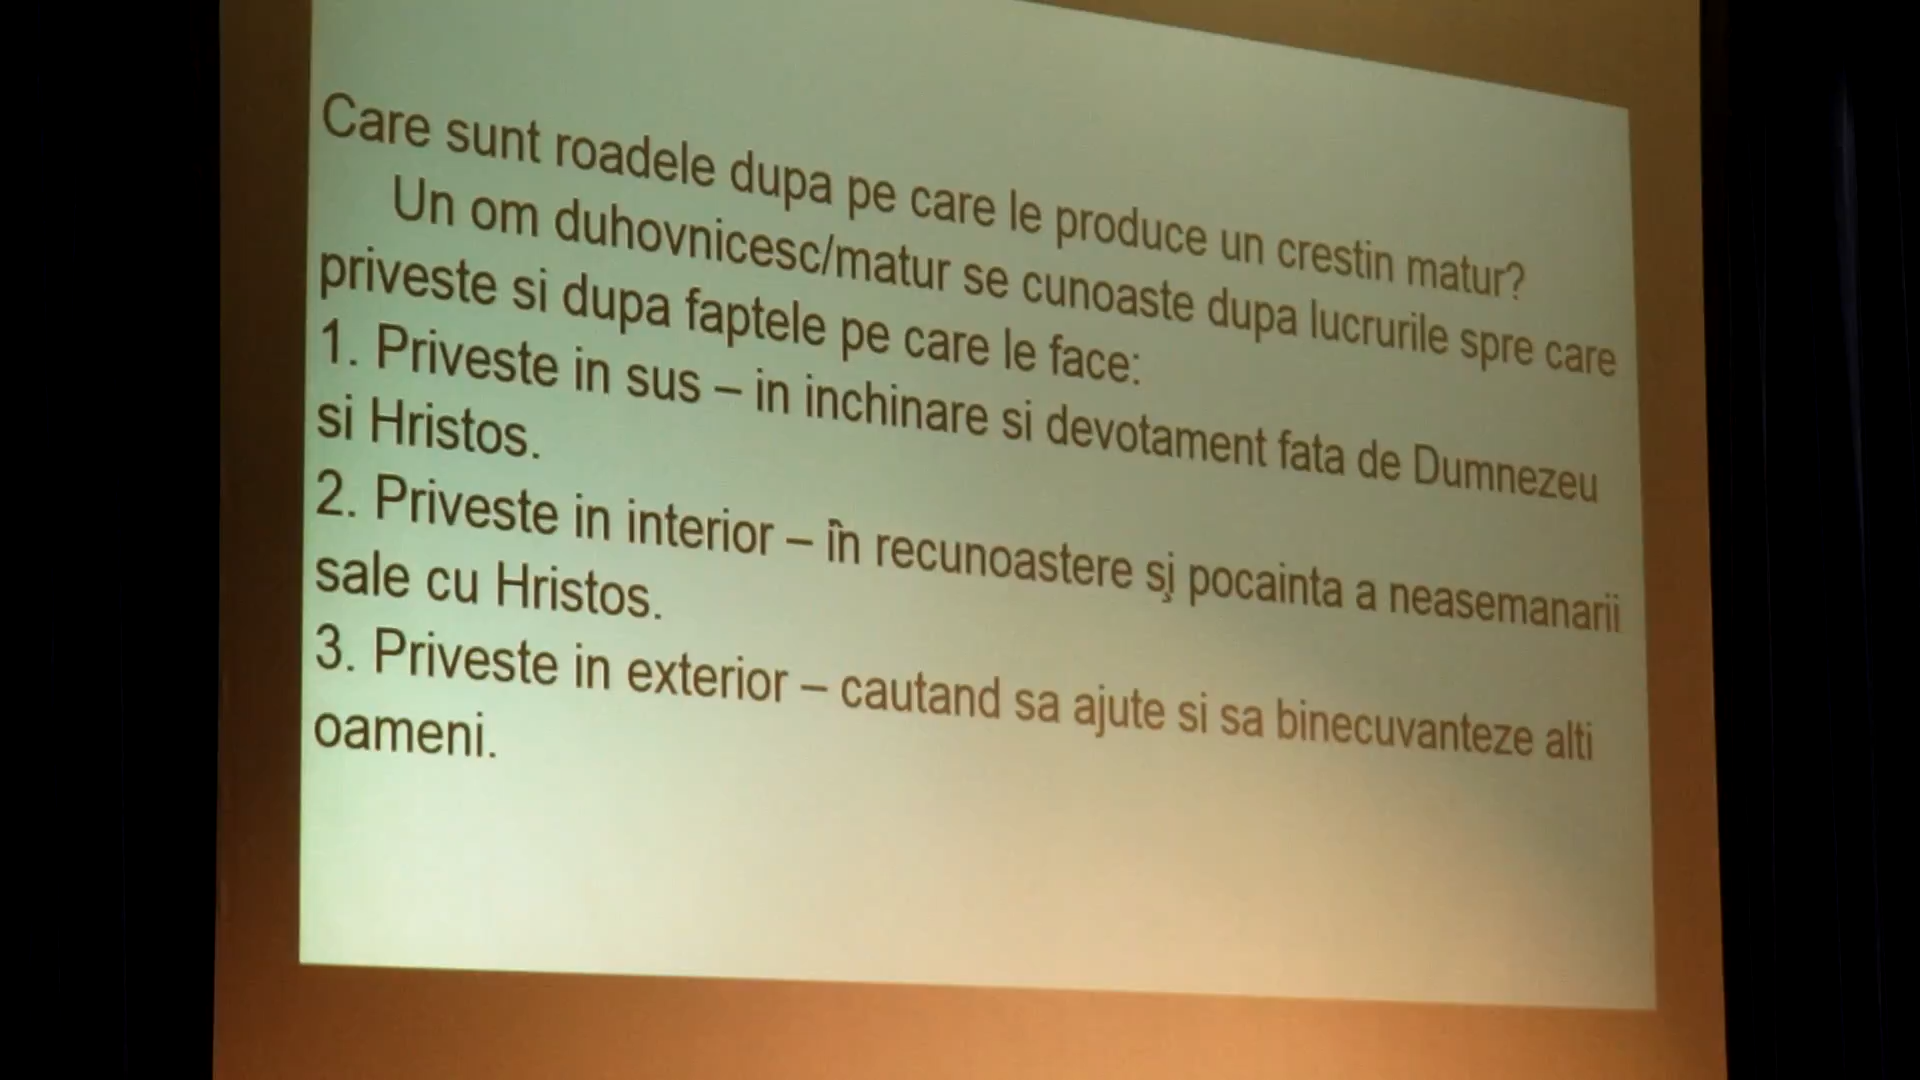 Care sunt roadele dupa pe care le produce un crestin matur?
Un om duhovnicesc/matur se cunoaste dupa lucrurile spre care
priveste si dupa faptele pe care le face:
1. Priveste in sus – in inchinare si devotament fata de Dumnezeu
si Hristos.
2. Priveste in interior – în recunoastere si pocainta a neasemanarii
sale cu Hristos.
3. Priveste in exterior – cautand sa ajute si sa binecuvanteze alti
oameni.